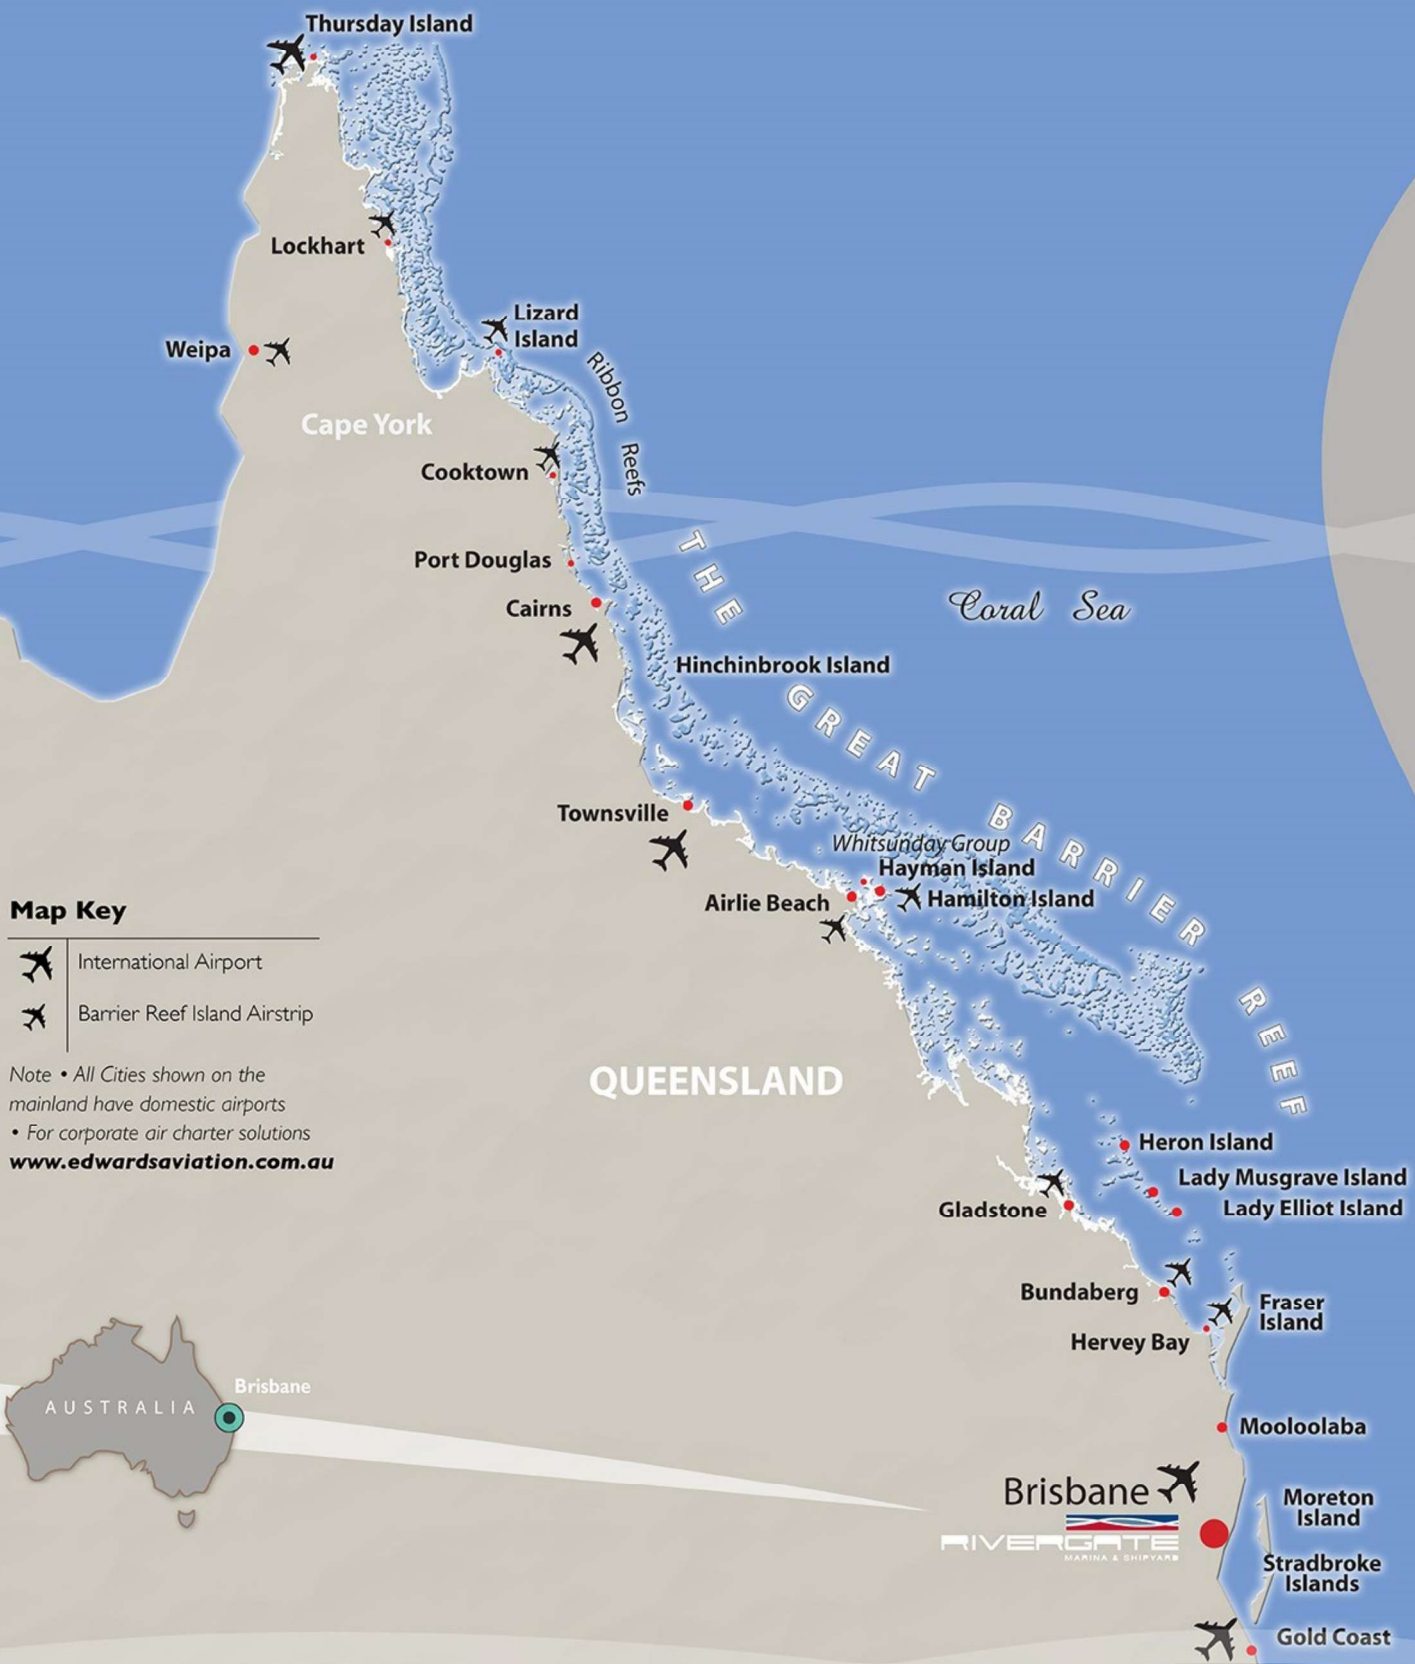 Thursday Island
Lockhart
Lizard
Island
Weipa
Ribbon Reefs
Cape York
Cooktown
Port Douglas
Cairns
Coral Sea
THE GREAT BARRIER REEF
Hinchinbrook Island
Townsville
Whitsunday Group
Hayman Island
Hamilton Island
Airlie Beach
Map Key
International Airport
Barrier Reef Island Airstrip
Note • All Cities shown on the
mainland have domestic airports
• For corporate air charter solutions
www.edwardsaviation.com.au
QUEENSLAND
Heron Island
Lady Musgrave Island
Lady Elliot Island
Gladstone
Bundaberg
Fraser
Island
Hervey Bay
Brisbane
AUSTRALIA
Mooloolaba
Brisbane
RIVERGATE
MARINA & SHIPYARD
Moreton
Island
Stradbroke
Islands
Gold Coast